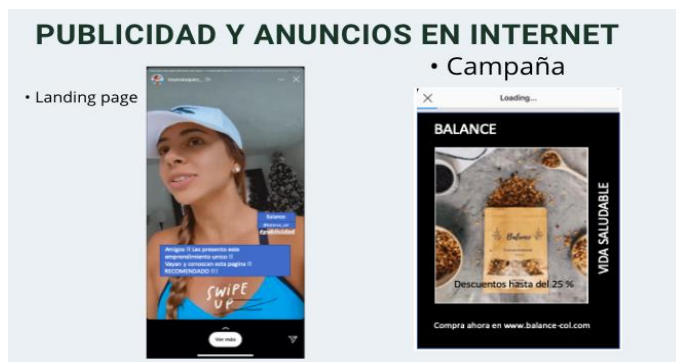 PUBLICIDAD Y ANUNCIOS EN INTERNET
• Landing page
Balance
#publicidad
Amigos !! Les presento este
emprendimiento unico !!
Vayan y conozcan esta pagina !!
RECOMENDADO !!!
SWIPE
UP
Ver más
• Campaña
Loading...
BALANCE
Balance
VIDA SALUDABLE
Descuentos hasta del 25 %
Compra ahora en www.balance-col.com